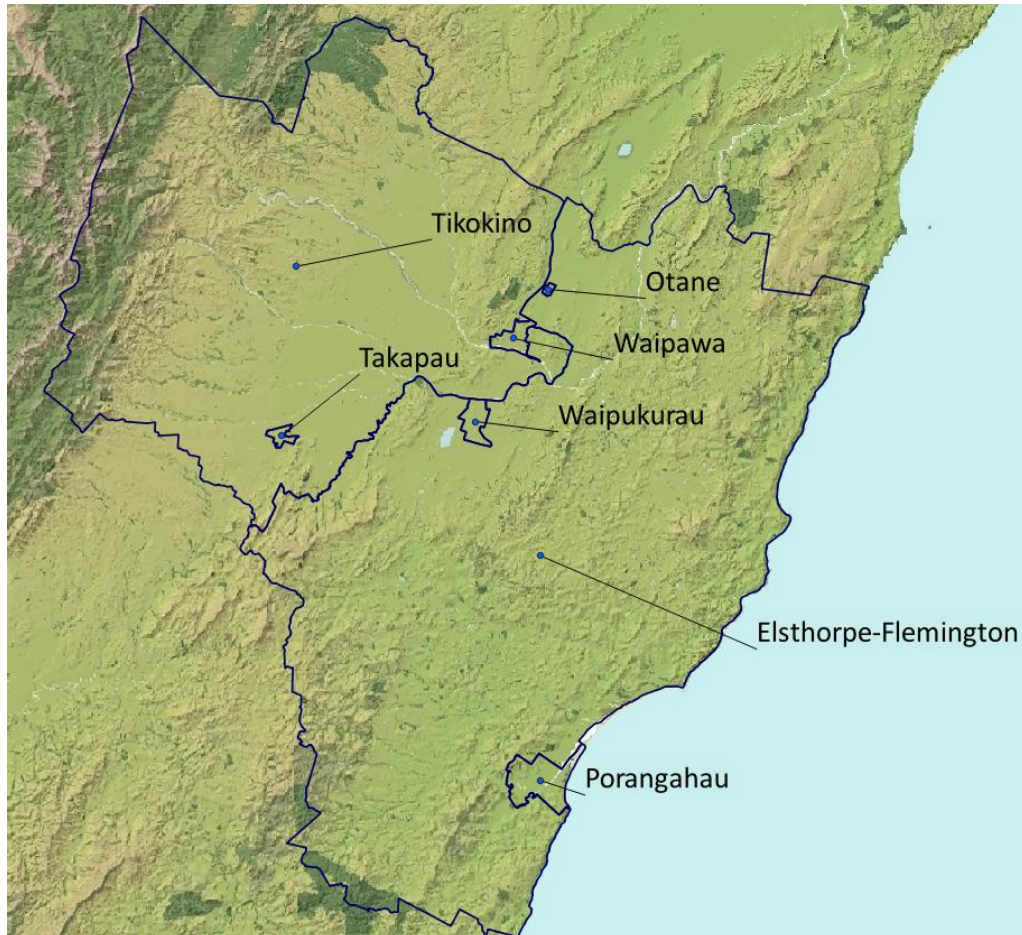 Tikokino
Otane
Waipawa
Takapau
Waipukurau
Elsthorpe-Flemington
Porangahau